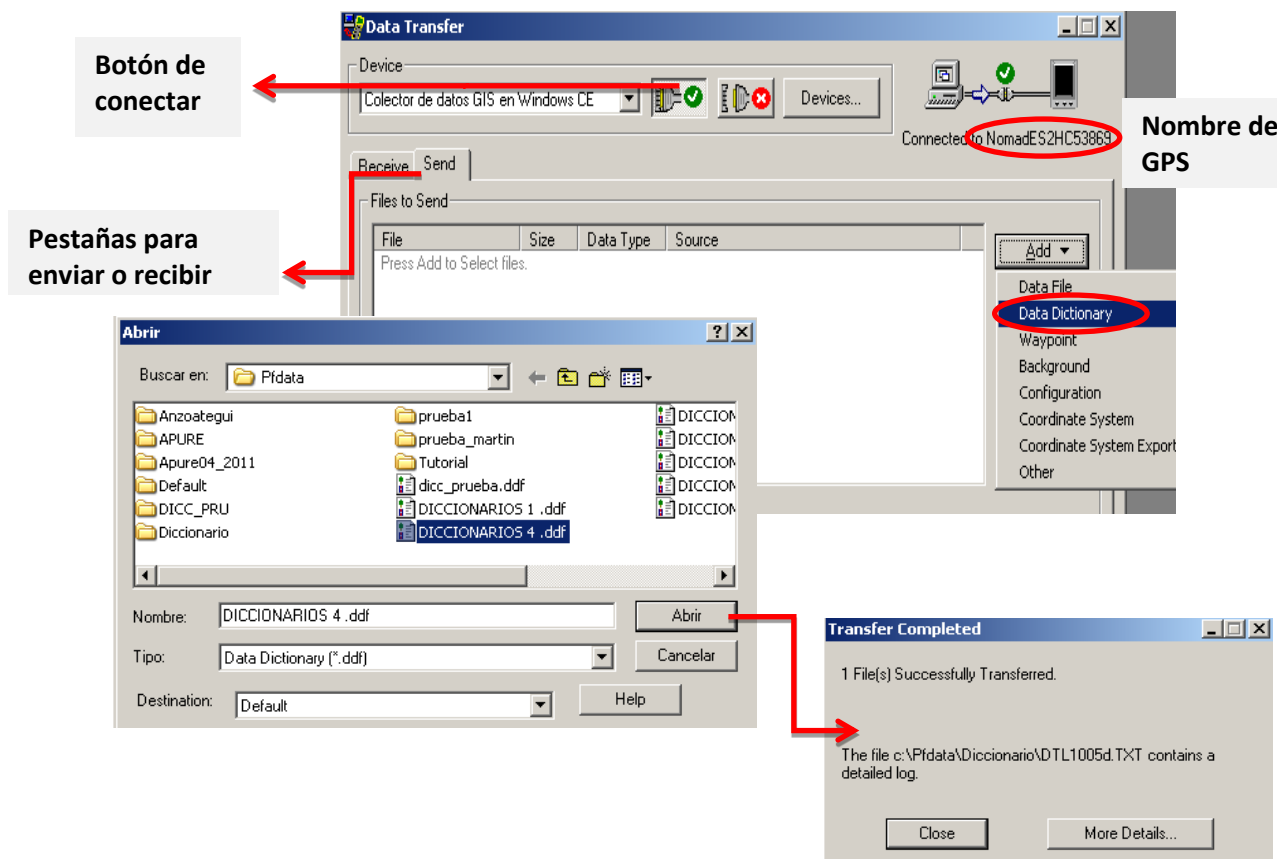 Data Transfer
Botón de
conectar
Device
Colector de datos GIS en Windows CE
Devices...
Connected to NomadES2HC53869
Nombre de
GPS
Receive
Send
Pestañas para
enviar o recibir
Files to Send
File Size Data Type Source
Press Add to Select files.
Add
Data File
Data Dictionary
Waypoint
Background
Configuration
Coordinate System
Coordinate System Export
Other
Abrir
Buscar en: Pfdata
Anzoategui
APURE
Apure04_2011
Default
DICC_PRU
Diccionario
prueba1
prueba_martin
Tutorial
dicc_prueba.ddf
DICCIONARIOS 1 .ddf
DICCIONARIOS 4 .ddf
DICCION
DICCION
DICCION
DICCION
DICCION
Nombre: DICCIONARIOS 4 .ddf Abrir
Tipo: Data Dictionary (*.ddf) Cancelar
Destination: Default Help
Transfer Completed
1 File(s) Successfully Transferred.
The file c:\Pfdata\Diccionario\DTL1005d.TXT contains a
detailed log.
Close More Details...